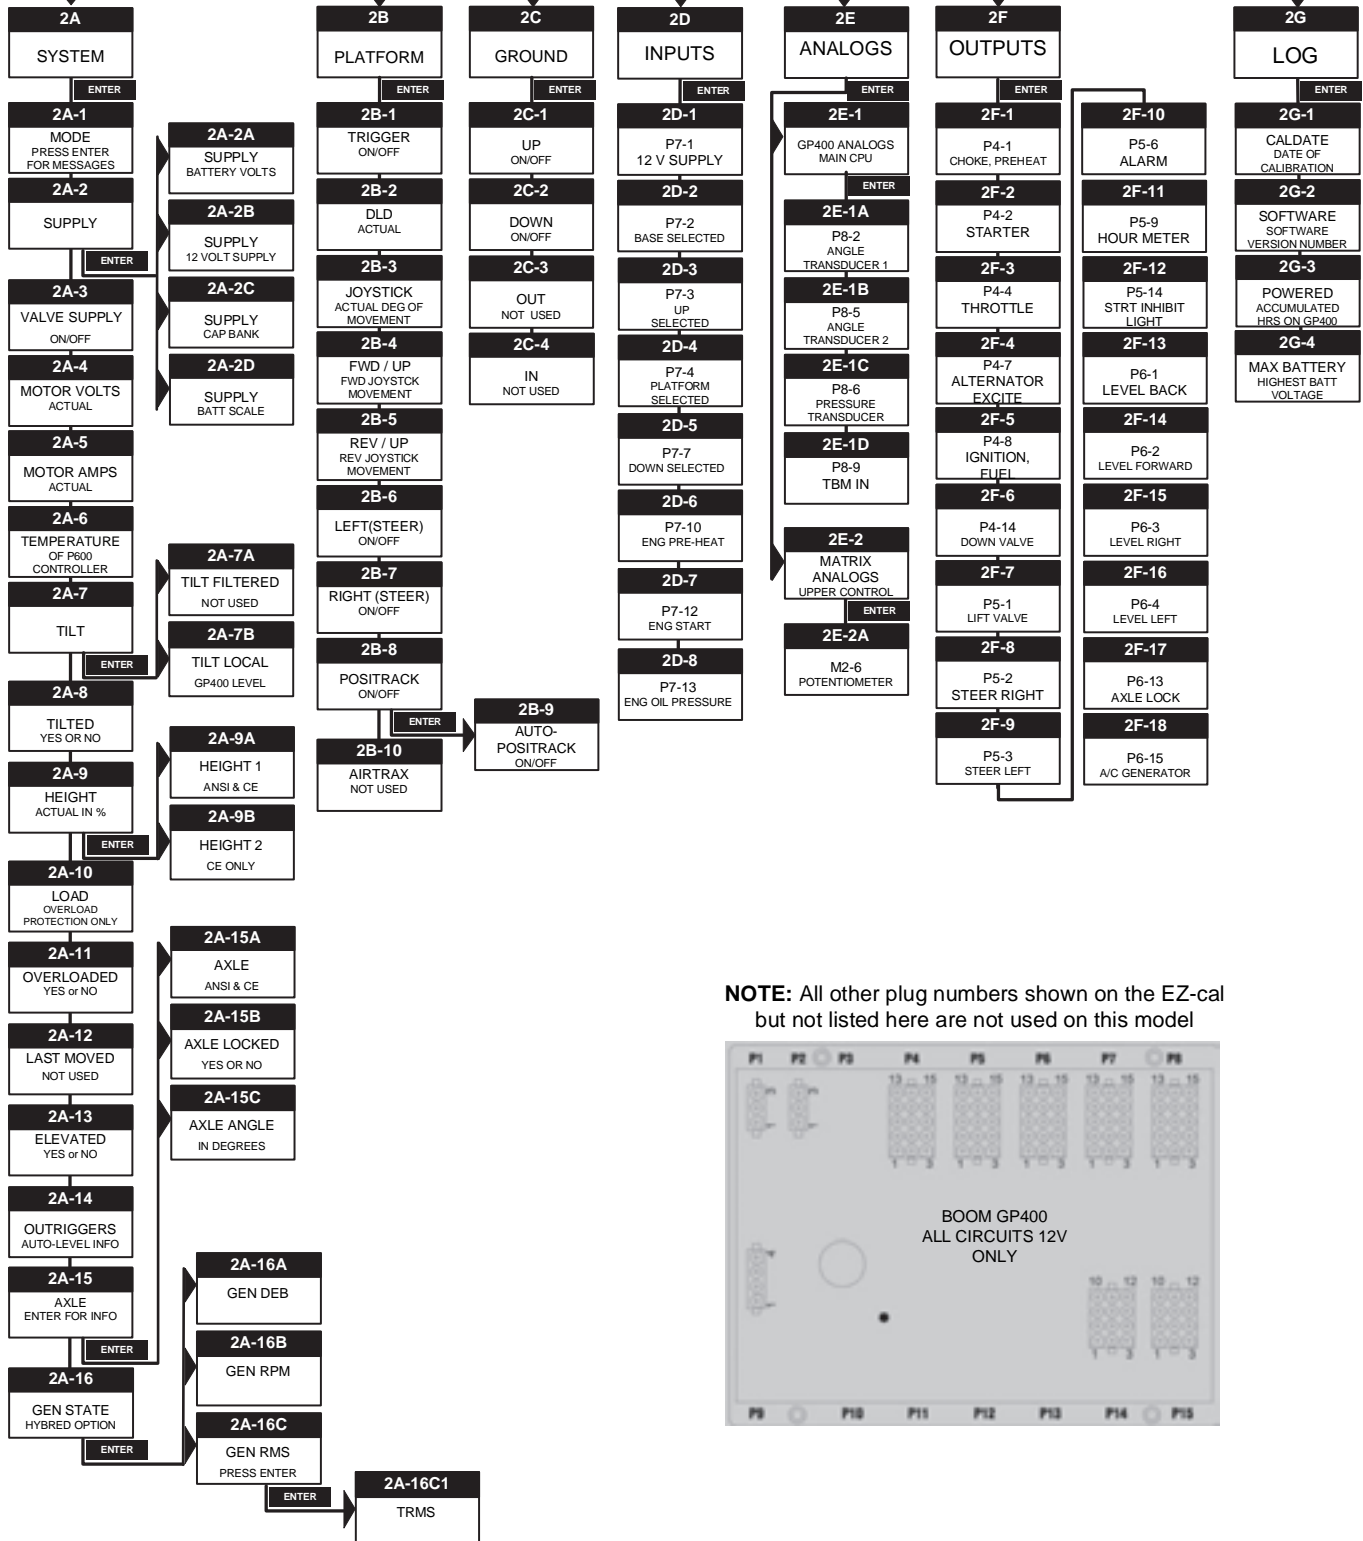 2A
SYSTEM
ENTER
2A-1
MODE
PRESS ENTER
FOR MESSAGES
2A-2
SUPPLY
ENTER
2A-2A
SUPPLY
BATTERY VOLTS
2A-2B
SUPPLY
12 VOLT SUPPLY
2A-2C
SUPPLY
CAP BANK
2A-2D
SUPPLY
BATT SCALE
2A-3
VALVE SUPPLY
ON/OFF
2A-4
MOTOR VOLTS
ACTUAL
2A-5
MOTOR AMPS
ACTUAL
2A-6
TEMPERATURE
OF P600
CONTROLLER
2A-7
TILT
ENTER
2A-7A
TILT FILTERED
NOT USED
2A-7B
TILT LOCAL
GP400 LEVEL
2A-8
TILTED
YES OR NO
2A-9
HEIGHT
ACTUAL IN %
ENTER
2A-9A
HEIGHT 1
ANSI & CE
2A-9B
HEIGHT 2
CE ONLY
2A-10
LOAD
OVERLOAD
PROTECTION ONLY
2A-11
OVERLOADED
YES or NO
2A-12
LAST MOVED
NOT USED
2A-13
ELEVATED
YES or NO
2A-14
OUTRIGGERS
AUTO-LEVEL INFO
2A-15
AXLE
ENTER FOR INFO
ENTER
2A-15A
AXLE
ANSI & CE
2A-15B
AXLE LOCKED
YES OR NO
2A-15C
AXLE ANGLE
IN DEGREES
2A-16
GEN STATE
HYBRED OPTION
ENTER
2A-16A
GEN DEB
2A-16B
GEN RPM
2A-16C
GEN RMS
PRESS ENTER
ENTER
2A-16C1
TRMS
2B
PLATFORM
ENTER
2B-1
TRIGGER
ON/OFF
2B-2
DLD
ACTUAL
2B-3
JOYSTICK
ACTUAL DEG OF
MOVEMENT
2B-4
FWD / UP
FWD JOYSTCK
MOVEMENT
2B-5
REV / UP
REV JOYSTICK
MOVEMENT
2B-6
LEFT(STEER)
ON/OFF
2B-7
RIGHT (STEER)
ON/OFF
2B-8
POSITRACK
ON/OFF
ENTER
2B-9
AUTO-
POSITRACK
ON/OFF
2B-10
AIRTRAX
NOT USED
2C
GROUND
ENTER
2C-1
UP
ON/OFF
2C-2
DOWN
ON/OFF
2C-3
OUT
NOT USED
2C-4
IN
NOT USED
2D
INPUTS
ENTER
2D-1
P7-1
12 V SUPPLY
2D-2
P7-2
BASE SELECTED
2D-3
P7-3
UP
SELECTED
2D-4
P7-4
PLATFORM
SELECTED
2D-5
P7-7
DOWN SELECTED
2D-6
P7-10
ENG PRE-HEAT
2D-7
P7-12
ENG START
2D-8
P7-13
ENG OIL PRESSURE
2E
ANALOGS
ENTER
2E-1
GP400 ANALOGS
MAIN CPU
ENTER
2E-1A
P8-2
ANGLE
TRANSDUCER 1
2E-1B
P8-5
ANGLE
TRANSDUCER 2
2E-1C
P8-6
PRESSURE
TRANSDUCER
2E-1D
P8-9
TBM IN
2E-2
MATRIX
ANALOGS
UPPER CONTROL
ENTER
2E-2A
M2-6
POTENTIOMETER
2F
OUTPUTS
ENTER
2F-1
P4-1
CHOKE, PREHEAT
2F-2
P4-2
STARTER
2F-3
P4-4
THROTTLE
2F-4
P4-7
ALTERNATOR
EXCITE
2F-5
P4-8
IGNITION,
FUEL
2F-6
P4-14
DOWN VALVE
2F-7
P5-1
LIFT VALVE
2F-8
P5-2
STEER RIGHT
2F-9
P5-3
STEER LEFT
2F-10
P5-6
ALARM
2F-11
P5-9
HOUR METER
2F-12
P5-14
STRT INHIBIT
LIGHT
2F-13
P6-1
LEVEL BACK
2F-14
P6-2
LEVEL FORWARD
2F-15
P6-3
LEVEL RIGHT
2F-16
P6-4
LEVEL LEFT
2F-17
P6-13
AXLE LOCK
2F-18
P6-15
A/C GENERATOR
2G
LOG
ENTER
2G-1
CALDATE
DATE OF
CALIBRATION
2G-2
SOFTWARE
SOFTWARE
VERSION NUMBER
2G-3
POWERED
ACCUMULATED
HRS ON GP400
2G-4
MAX BATTERY
HIGHEST BATT
VOLTAGE
NOTE: All other plug numbers shown on the EZ-cal
but not listed here are not used on this model
P1 P2 P3 P4 P5 P6 P7 P8
13 15 13 15 13 15 13 15 13 15
1 3 1 3 1 3 1 3 1 3
BOOM GP400
ALL CIRCUITS 12V
ONLY
10 12 10 12
1 3 1 3
P9 P10 P11 P12 P13 P14 P15